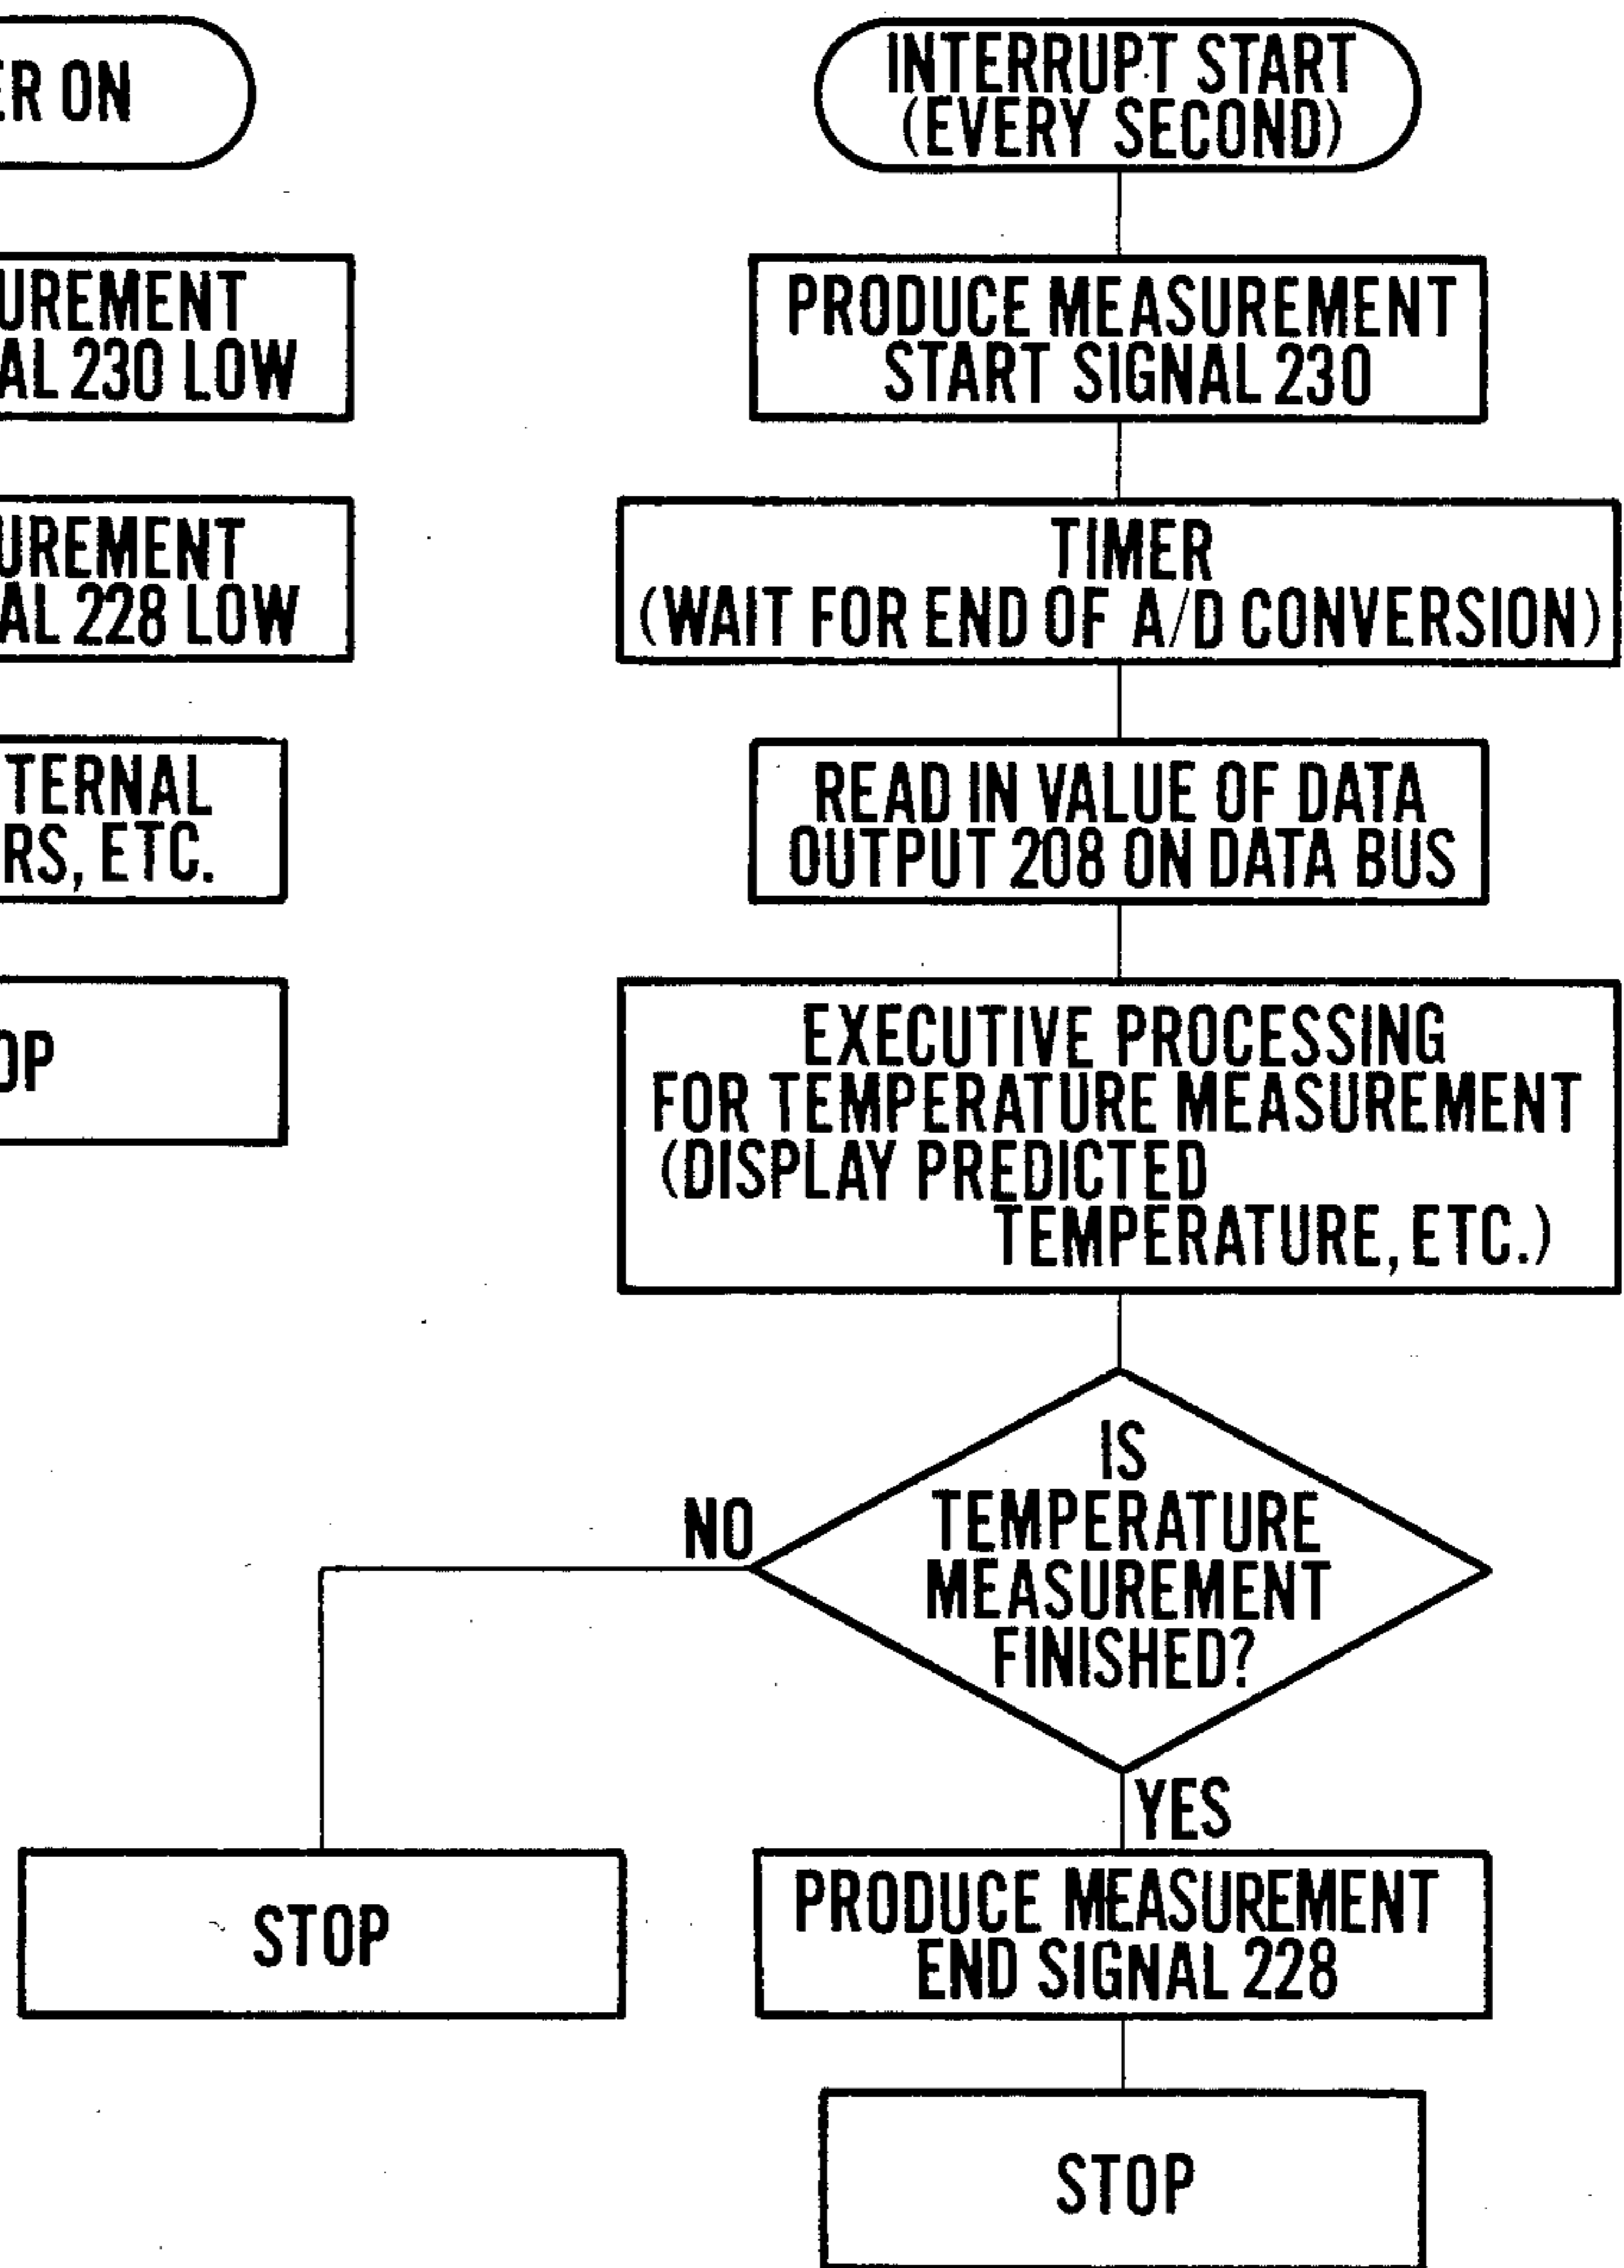 ER ON
UREMENT
AL 230 LOW
UREMENT
AL 228 LOW
TERNAL
RS, ETC.
OP
INTERRUPT START
(EVERY SECOND)
PRODUCE MEASUREMENT
START SIGNAL 230
TIMER
(WAIT FOR END OF A/D CONVERSION)
READ IN VALUE OF DATA
OUTPUT 208 ON DATA BUS
EXECUTIVE PROCESSING
FOR TEMPERATURE MEASUREMENT
(DISPLAY PREDICTED
TEMPERATURE, ETC.)
IS
TEMPERATURE
MEASUREMENT
FINISHED?
NO
YES
STOP
PRODUCE MEASUREMENT
END SIGNAL 228
STOP